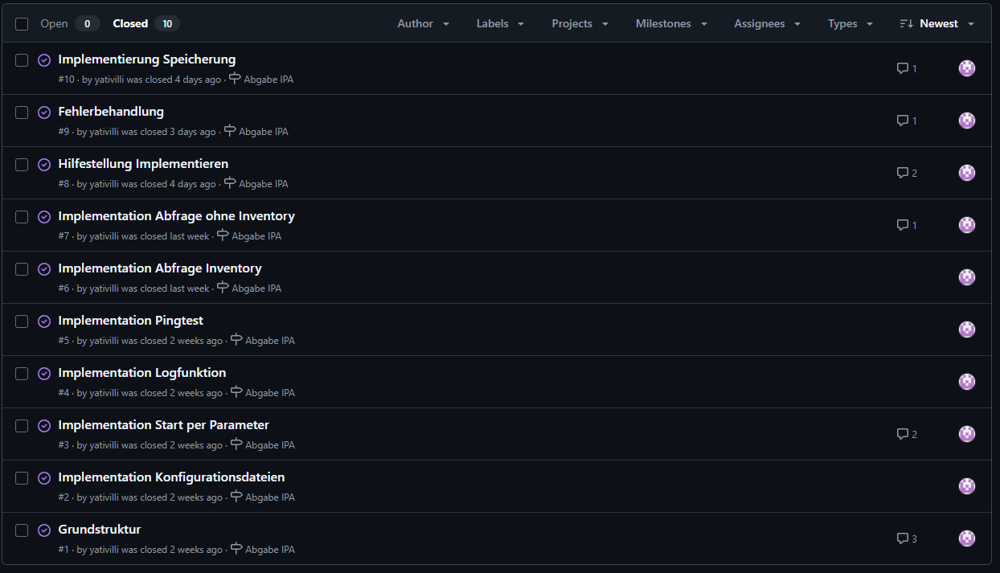 Open 0 Closed 10 Author Labels Projects Milestones Assignees Types Newest
Implementierung Speicherung
#10 · by yativilli was closed 4 days ago · Abgabe IPA
1
Fehlerbehandlung
#9 · by yativilli was closed 3 days ago · Abgabe IPA
1
Hilfestellung Implementieren
#8 · by yativilli was closed 4 days ago · Abgabe IPA
2
Implementation Abfrage ohne Inventory
#7 · by yativilli was closed last week · Abgabe IPA
1
Implementation Abfrage Inventory
#6 · by yativilli was closed last week · Abgabe IPA
Implementation Pingtest
#5 · by yativilli was closed 2 weeks ago · Abgabe IPA
Implementation Logfunktion
#4 · by yativilli was closed 2 weeks ago · Abgabe IPA
Implementation Start per Parameter
#3 · by yativilli was closed 2 weeks ago · Abgabe IPA
2
Implementation Konfigurationsdateien
#2 · by yativilli was closed 2 weeks ago · Abgabe IPA
Grundstruktur
#1 · by yativilli was closed 2 weeks ago · Abgabe IPA
3